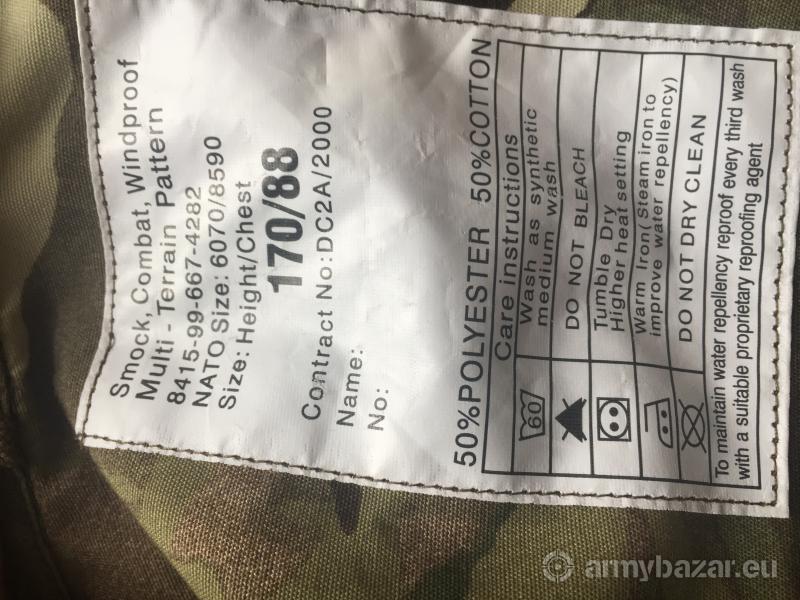 Smock, Combat, Windproof
Multi - Terrain Pattern
8415-99-667-4282
NATO Size: 6070/8590
Size: Height/Chest
170/88
Contract No:DC2A/2000
Name:
No:
50%POLYESTER 50%COTTON
Care instructions
60
Wash as synthetic
medium wash
DO NOT BLEACH
Tumble Dry
Higher heat setting
Warm Iron(Steam iron to
improve water repellency)
DO NOT DRY CLEAN
To maintain water repellency reproof every third wash
with a suitable proprietary reproofing agent
armybazar.eu